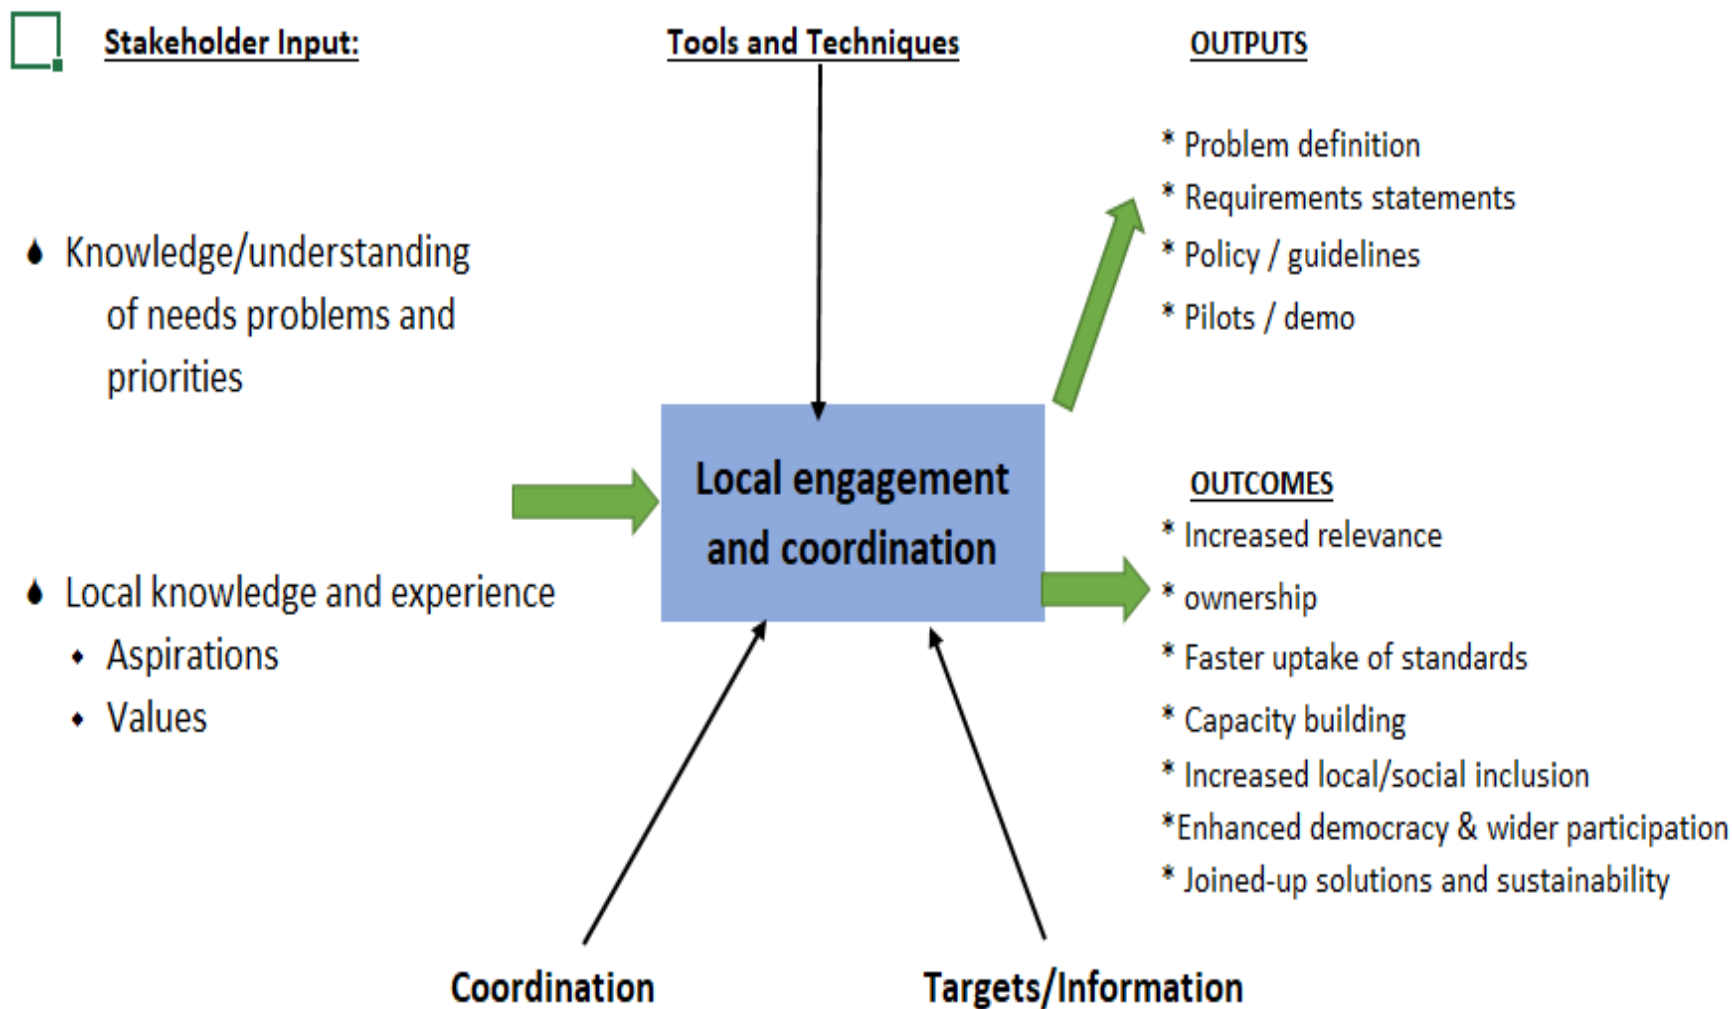 Stakeholder Input:
Knowledge/understanding
of needs problems and
priorities
Local knowledge and experience
Aspirations
Values
Tools and Techniques
Local engagement
and coordination
Coordination
Targets/Information
OUTPUTS
* Problem definition
* Requirements statements
* Policy / guidelines
* Pilots / demo
OUTCOMES
* Increased relevance
* ownership
* Faster uptake of standards
* Capacity building
* Increased local/social inclusion
*Enhanced democracy & wider participation
* Joined-up solutions and sustainability